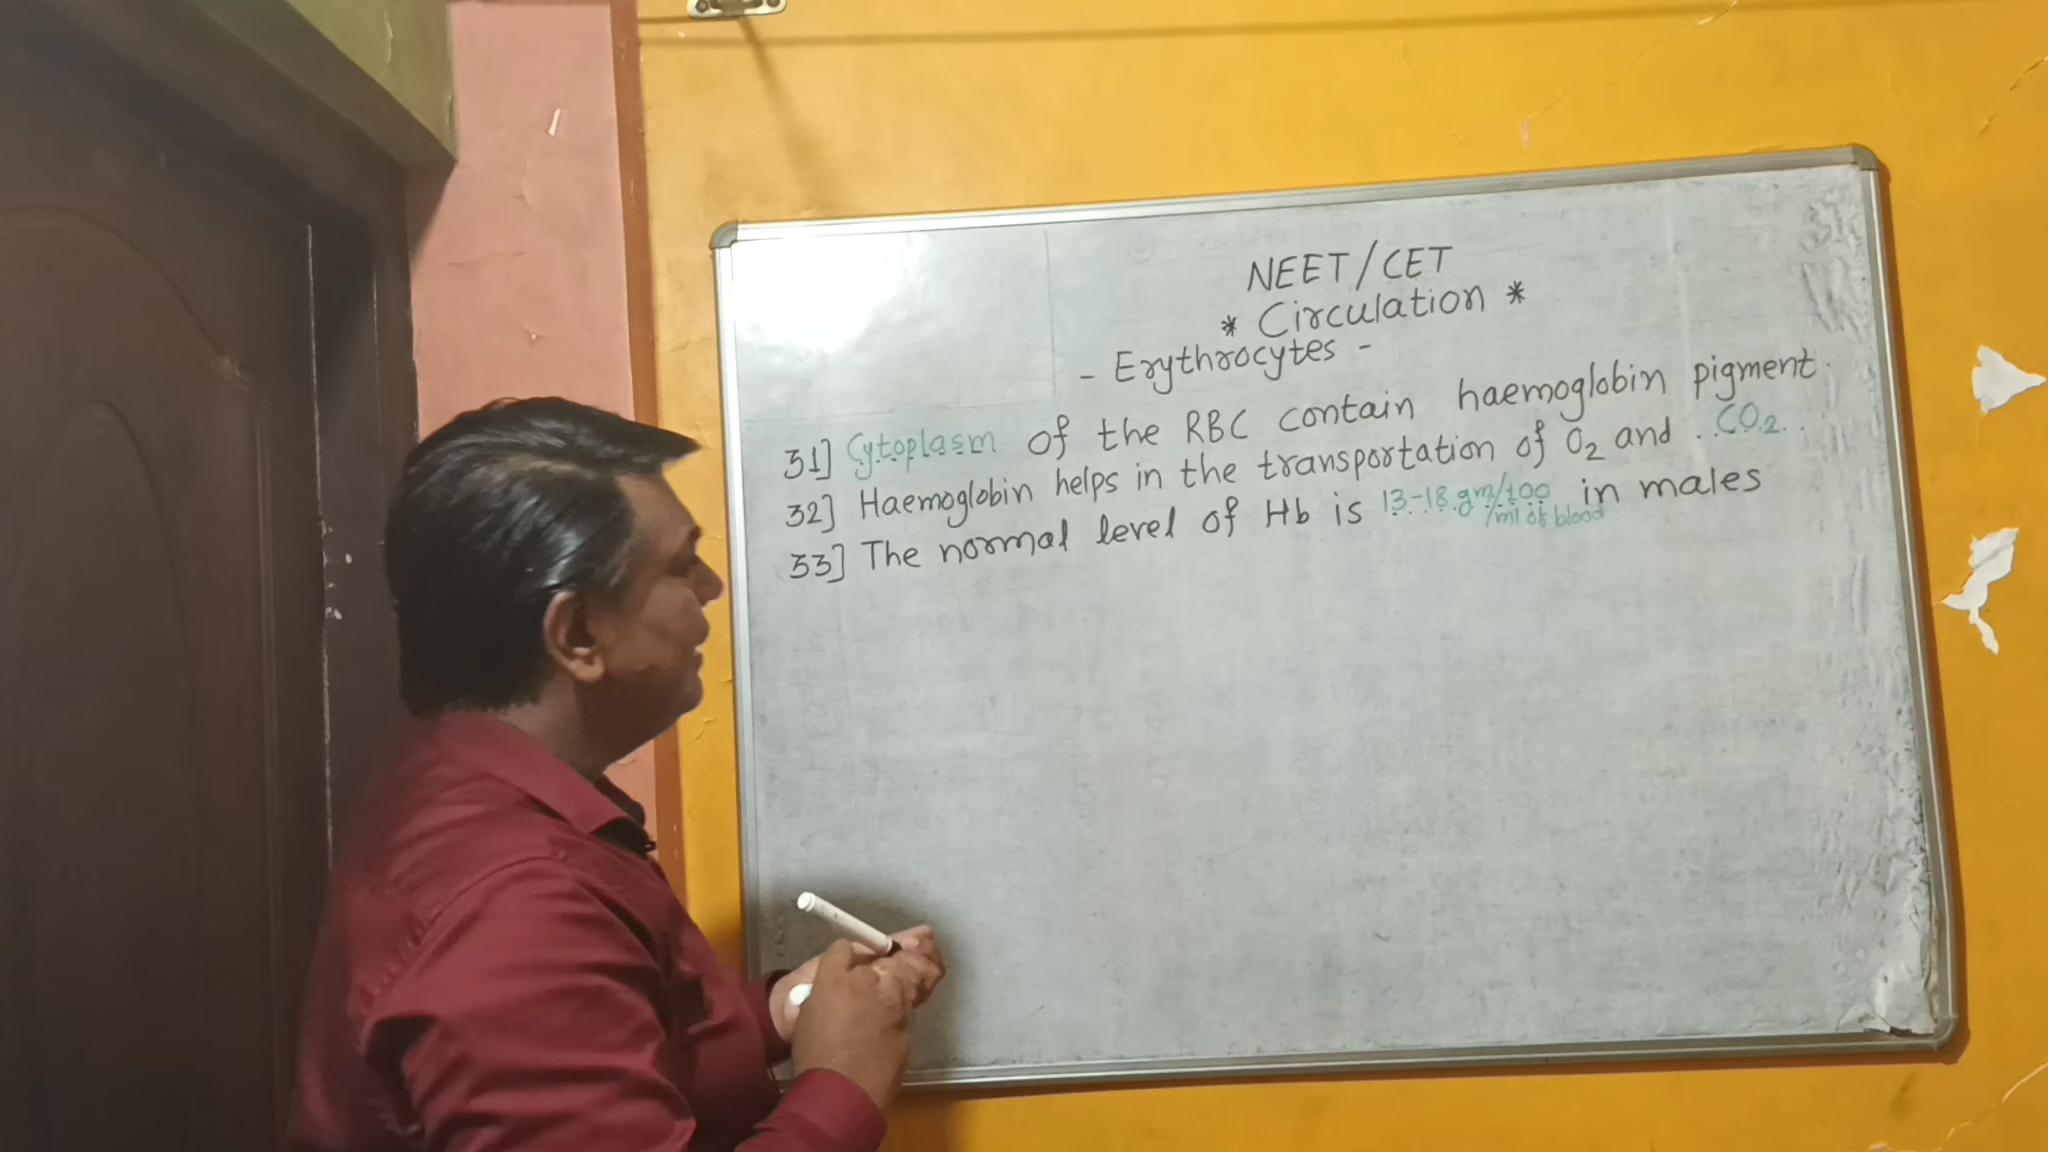 NEET/CET
* Circulation *
- Erythrocytes -
31] Cytoplasm of the RBC contain haemoglobin pigment.
32] Haemoglobin helps in the transportation of O₂ and ..CO₂..
33] The normal level of Hb is 13-18 gm/100 in males
/ml of blood